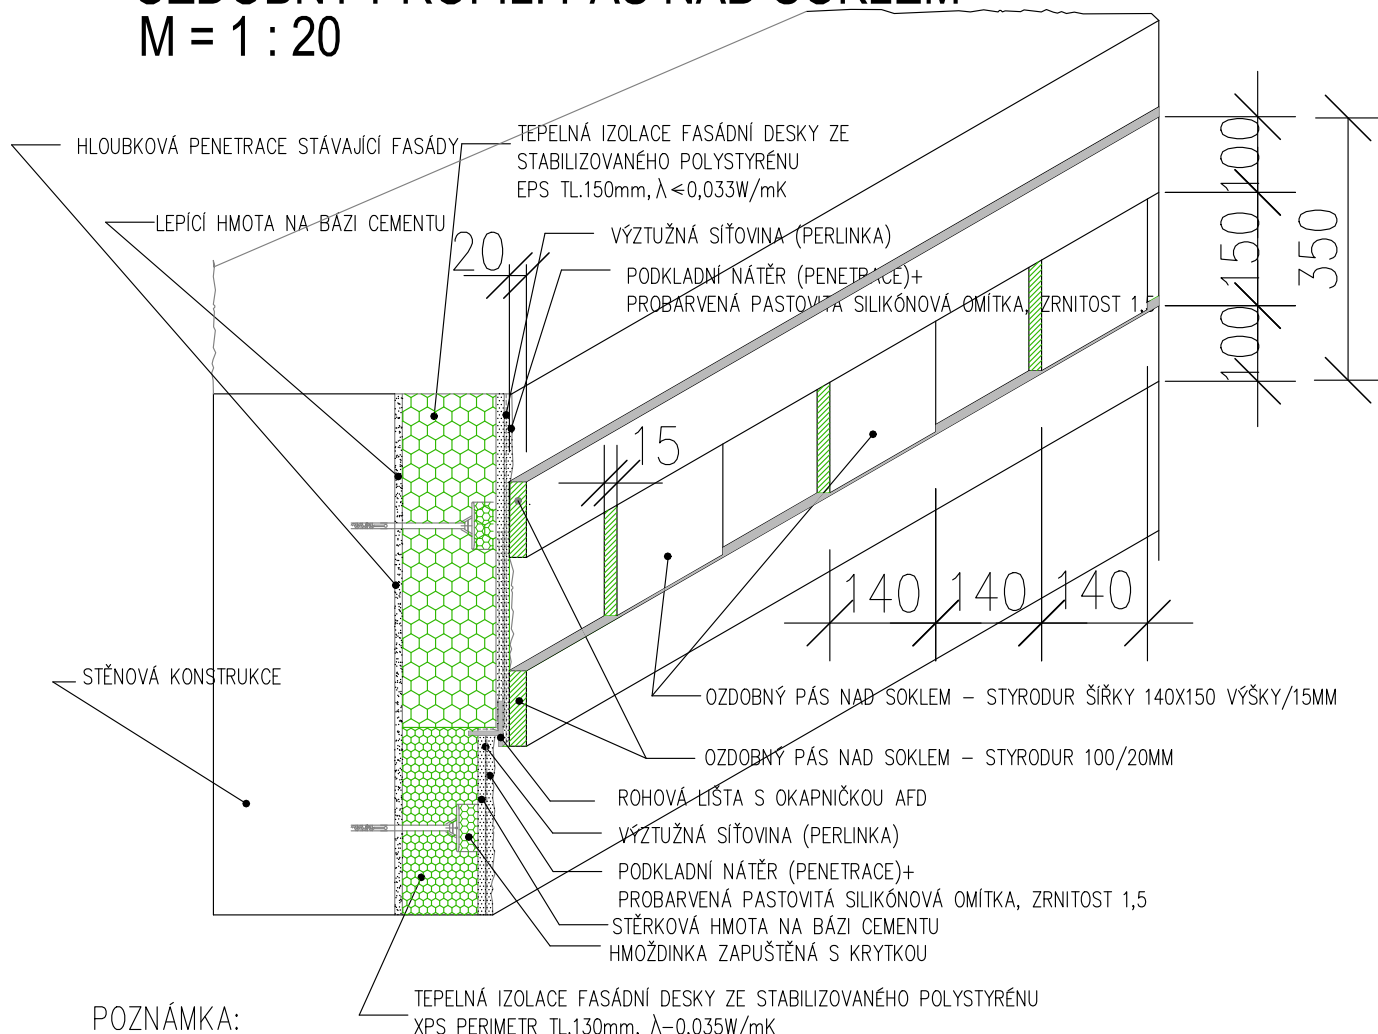 M = 1 : 20
HLOUBKOVÁ PENETRACE STÁVAJÍCÍ FASÁDY
TEPELNÁ IZOLACE FASÁDNÍ DESKY ZE
STABILIZOVANÉHO POLYSTYRÉNU
EPS TL.150mm, λ<0,033W/mK
LEPÍCÍ HMOTA NA BÁZI CEMENTU
20
VÝZTUŽNÁ SÍŤOVINA (PERLINKA)
PODKLADNÍ NÁTĚR (PENETRACE)+
PROBARVENÁ PASTOVITÁ SILIKÓNOVÁ OMÍTKA, ZRNITOST 1,5
100
150
100
350
15
140
140
140
STĚNOVÁ KONSTRUKCE
OZDOBNÝ PÁS NAD SOKLEM – STYRODUR ŠÍŘKY 140X150 VÝŠKY/15MM
OZDOBNÝ PÁS NAD SOKLEM – STYRODUR 100/20MM
ROHOVÁ LIŠTA S OKAPNIČKOU AFD
VÝZTUŽNÁ SÍŤOVINA (PERLINKA)
PODKLADNÍ NÁTĚR (PENETRACE)+
PROBARVENÁ PASTOVITÁ SILIKÓNOVÁ OMÍTKA, ZRNITOST 1,5
STĚRKOVÁ HMOTA NA BÁZI CEMENTU
HMOŽDINKA ZAPUŠTĚNÁ S KRYTKOU
TEPELNÁ IZOLACE FASÁDNÍ DESKY ZE STABILIZOVANÉHO POLYSTYRÉNU
XPS PERIMETR TL.130mm, λ–0,035W/mK
POZNÁMKA: